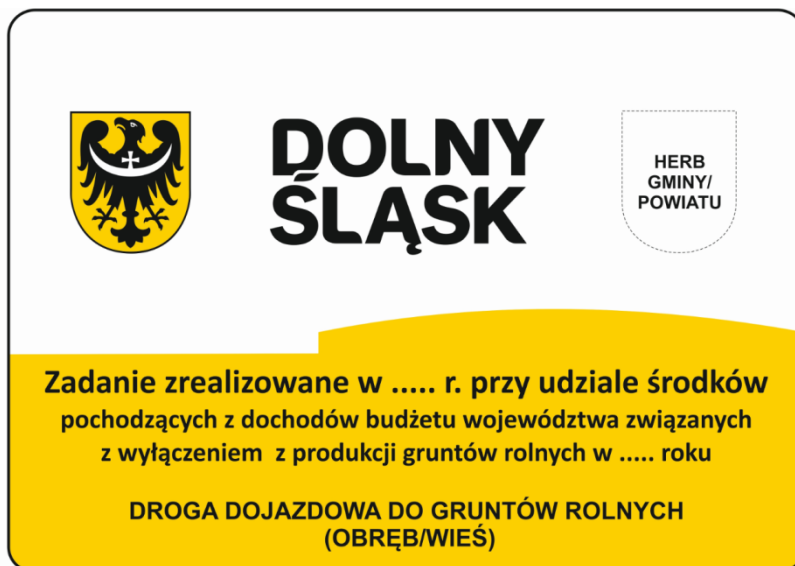 DOLNY
ŚLĄSK
HERB
GMINY/
POWIATU
Zadanie zrealizowane w ..... r. przy udziale środków
pochodzących z dochodów budżetu województwa związanych
z wyłączeniem z produkcji gruntów rolnych w ..... roku
DROGA DOJAZDOWA DO GRUNTÓW ROLNYCH
(OBRĘB/WIEŚ)